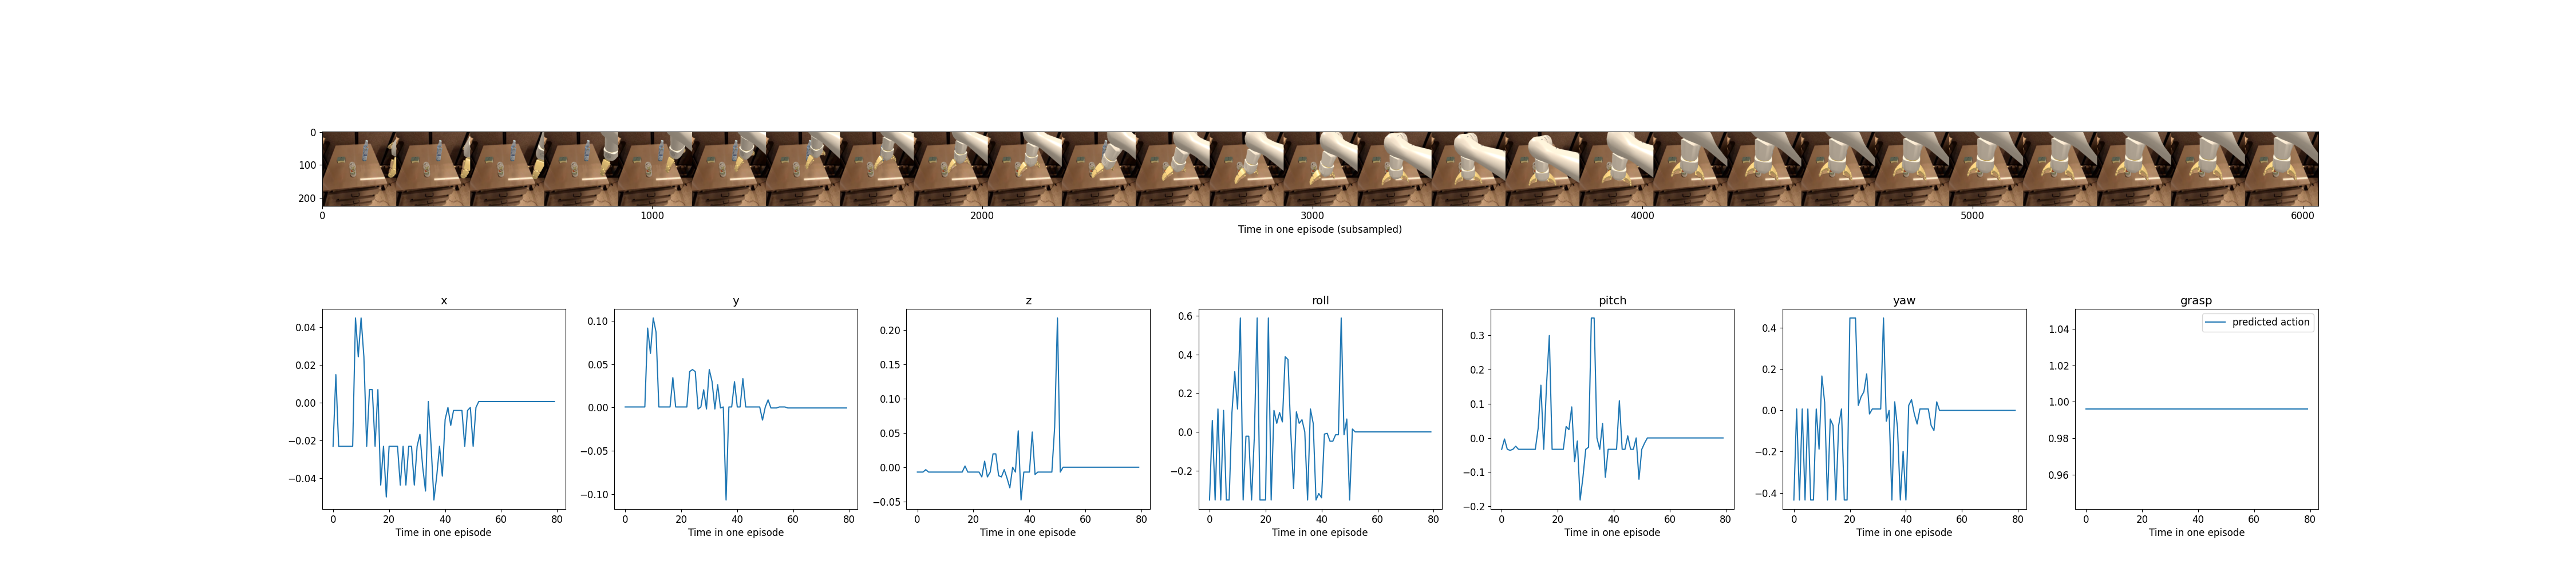 0
100
200
0 1000 2000 3000 4000 5000 6000
Time in one episode (subsampled)
x y z roll pitch yaw grasp
0.04
0.02
0.00
−0.02
−0.04
0 20 40 60 80
Time in one episode
0.10
0.05
0.00
−0.05
−0.10
0 20 40 60 80
Time in one episode
0.20
0.15
0.10
0.05
0.00
−0.05
0 20 40 60 80
Time in one episode
0.6
0.4
0.2
0.0
−0.2
0 20 40 60 80
Time in one episode
0.3
0.2
0.1
0.0
−0.1
−0.2
0 20 40 60 80
Time in one episode
0.4
0.2
0.0
−0.2
−0.4
0 20 40 60 80
Time in one episode
predicted action
1.04
1.02
1.00
0.98
0.96
0 20 40 60 80
Time in one episode